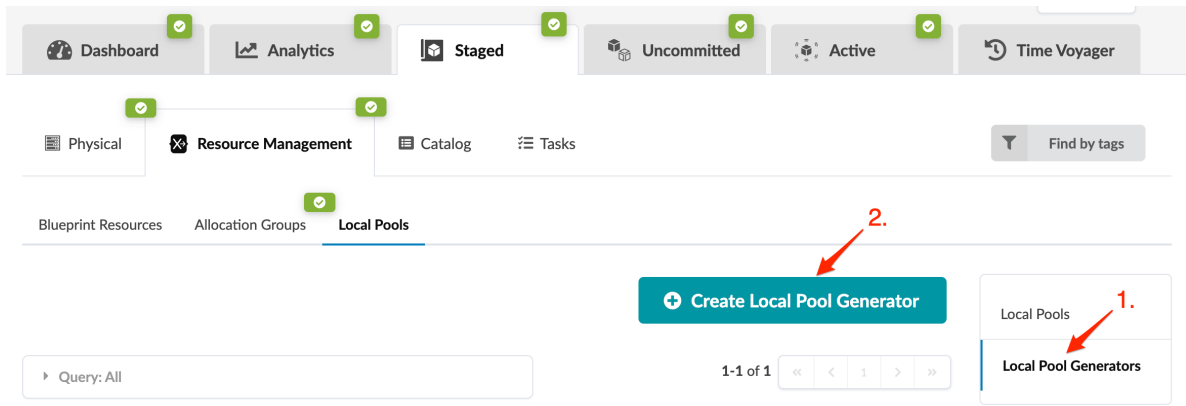 Dashboard
Analytics
Staged
Uncommitted
Active
Time Voyager
Physical
Resource Management
Catalog
Tasks
Find by tags
Blueprint Resources
Allocation Groups
Local Pools
2.
Create Local Pool Generator
1.
Local Pools
Local Pool Generators
Query: All
1-1 of 1
1